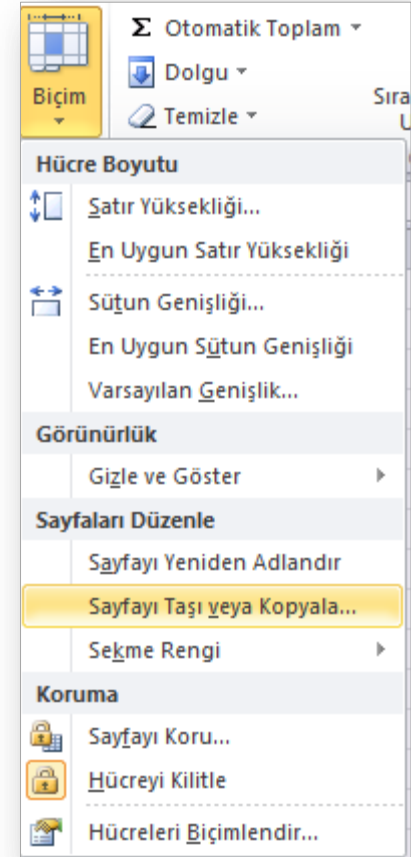 Σ Otomatik Toplam
Dolgu
Biçim
Temizle
Sıra
U
Hücre Boyutu
Satır Yüksekliği...
En Uygun Satır Yüksekliği
Sütun Genişliği...
En Uygun Sütun Genişliği
Varsayılan Genişlik...
Görünürlük
Gizle ve Göster
Sayfaları Düzenle
Sayfayı Yeniden Adlandır
Sayfayı Taşı veya Kopyala...
Sekme Rengi
Koruma
Sayfayı Koru...
Hücreyi Kilitle
Hücreleri Biçimlendir...